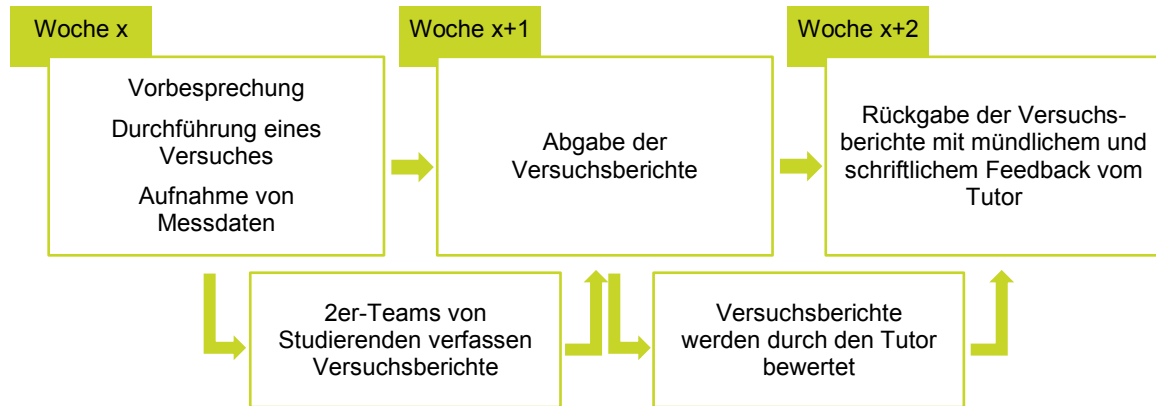 Woche x
Vorbesprechung
Durchführung eines
Versuches
Aufnahme von
Messdaten
2er-Teams von
Studierenden verfassen
Versuchsberichte
Woche x+1
Abgabe der
Versuchsberichte
Versuchsberichte
werden durch den Tutor
bewertet
Woche x+2
Rückgabe der Versuchs-
berichte mit mündlichem und
schriftlichem Feedback vom
Tutor